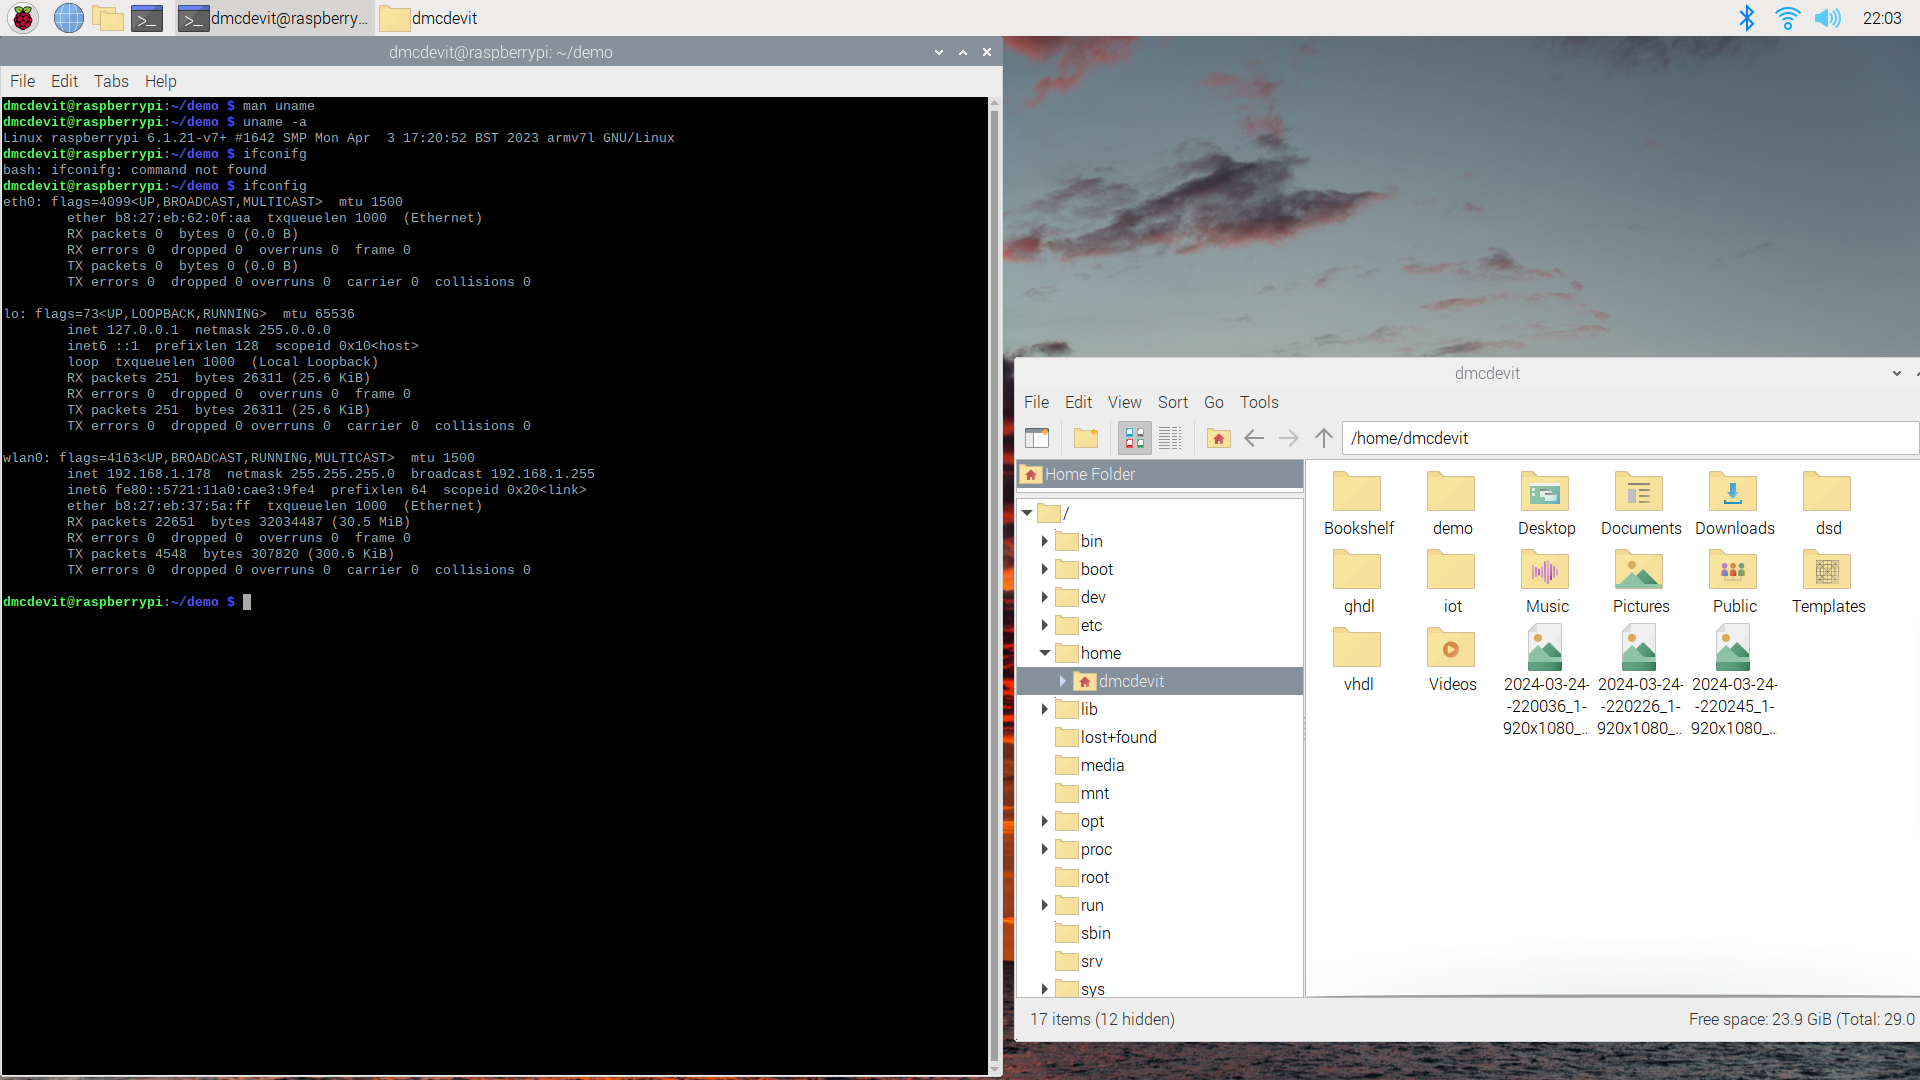 dmcdevit@raspberry...
dmcdevit
22:03
dmcdevit@raspberrypi: ~/demo
File Edit Tabs Help
dmcdevit@raspberrypi:~/demo $ man uname
dmcdevit@raspberrypi:~/demo $ uname -a
Linux raspberrypi 6.1.21-v7+ #1642 SMP Mon Apr  3 17:20:52 BST 2023 armv7l GNU/Linux
dmcdevit@raspberrypi:~/demo $ ifconifg
bash: ifconifg: command not found
dmcdevit@raspberrypi:~/demo $ ifconfig
eth0: flags=4099<UP,BROADCAST,MULTICAST>  mtu 1500
ether b8:27:eb:62:0f:aa  txqueuelen 1000  (Ethernet)
RX packets 0  bytes 0 (0.0 B)
RX errors 0  dropped 0  overruns 0  frame 0
TX packets 0  bytes 0 (0.0 B)
TX errors 0  dropped 0 overruns 0  carrier 0  collisions 0
lo: flags=73<UP,LOOPBACK,RUNNING>  mtu 65536
inet 127.0.0.1  netmask 255.0.0.0
inet6 ::1  prefixlen 128  scopeid 0x10<host>
loop  txqueuelen 1000  (Local Loopback)
RX packets 251  bytes 26311 (25.6 KiB)
RX errors 0  dropped 0  overruns 0  frame 0
TX packets 251  bytes 26311 (25.6 KiB)
TX errors 0  dropped 0 overruns 0  carrier 0  collisions 0
wlan0: flags=4163<UP,BROADCAST,RUNNING,MULTICAST>  mtu 1500
inet 192.168.1.178  netmask 255.255.255.0  broadcast 192.168.1.255
inet6 fe80::5721:11a0:cae3:9fe4  prefixlen 64  scopeid 0x20<link>
ether b8:27:eb:37:5a:ff  txqueuelen 1000  (Ethernet)
RX packets 22651  bytes 32034487 (30.5 MiB)
RX errors 0  dropped 0  overruns 0  frame 0
TX packets 4548  bytes 307820 (300.6 KiB)
TX errors 0  dropped 0 overruns 0  carrier 0  collisions 0
dmcdevit@raspberrypi:~/demo $
dmcdevit
File Edit View Sort Go Tools
/home/dmcdevit
Home Folder
/
bin
boot
dev
etc
home
dmcdevit
lib
lost+found
media
mnt
opt
proc
root
run
sbin
srv
sys
Bookshelf demo Desktop Documents Downloads dsd
ghdl iot Music Pictures Public Templates
vhdl Videos 2024-03-24- 2024-03-24- 2024-03-24-
-220036_1- -220226_1- -220245_1-
920x1080_... 920x1080_... 920x1080_...
17 items (12 hidden)
Free space: 23.9 GiB (Total: 29.0